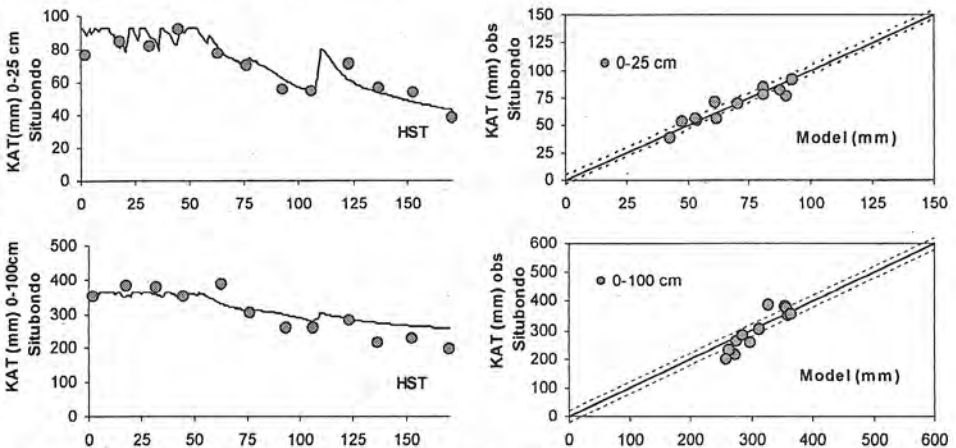 KAT(mm) 0-25 cm
Situbondo
100
80
60
40
20
0
HST
0 25 50 75 100 125 150
KAT (mm) obs
Situbondo
150
125
100
75
50
25
0
0-25 cm
Model (mm)
0 25 50 75 100 125 150
KAT (mm) 0-100cm
Situbondo
500
400
300
200
100
0
HST
0 25 50 75 100 125 150
KAT (mm) obs
Situbondo
600
500
400
300
200
100
0
0-100 cm
Model (mm)
0 100 200 300 400 500 600